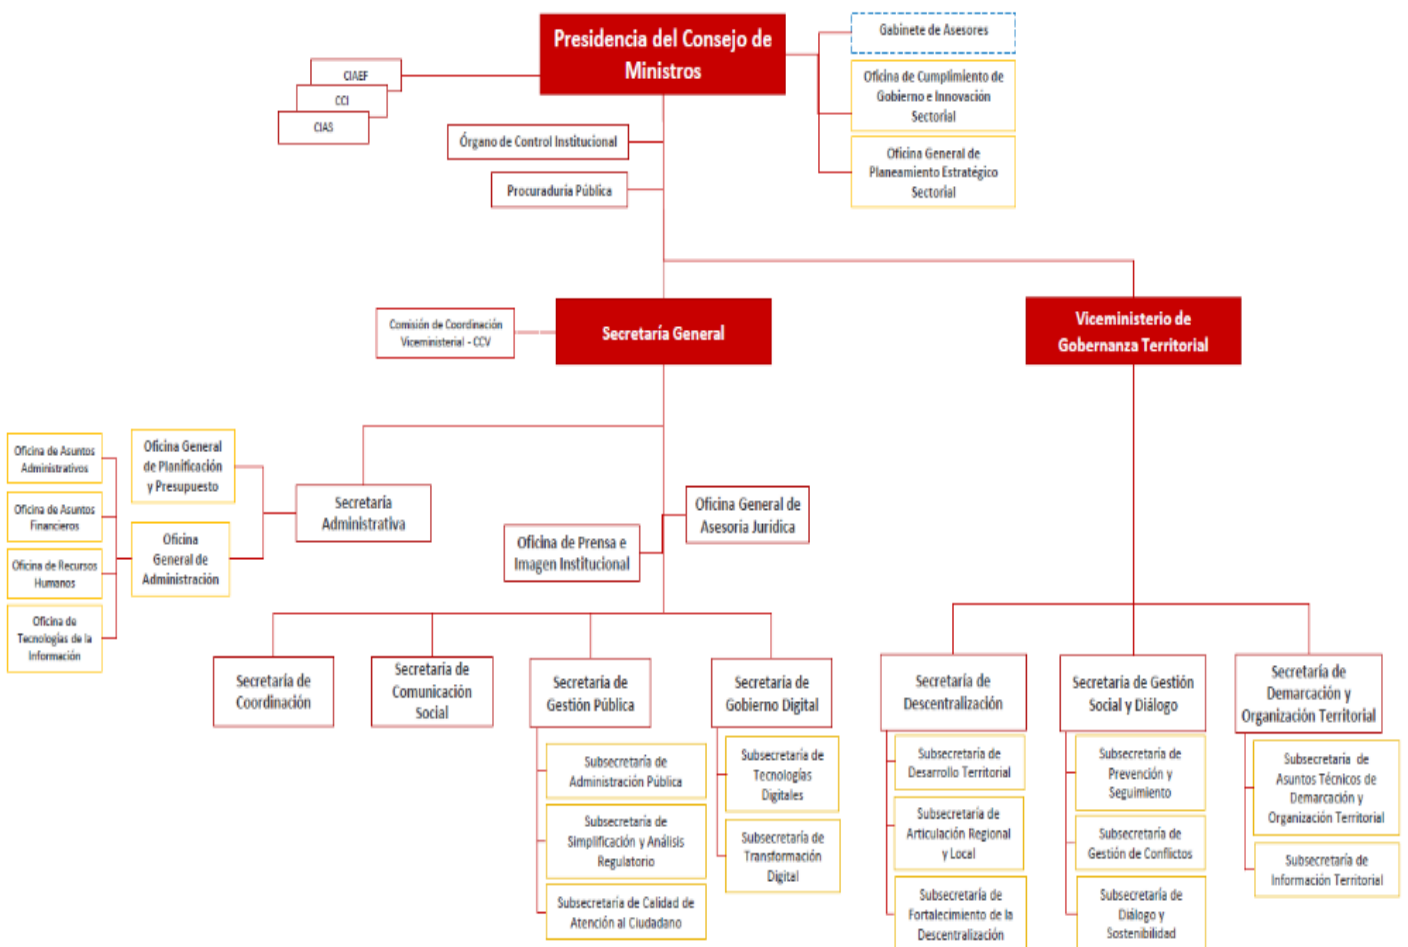 Presidencia del Consejo de
Ministros
Gabinete de Asesores
Oficina de Cumplimiento de
Gobierno e Innovación
Sectorial
Oficina General de
Planeamiento Estratégico
Sectorial
CIAEF
CCI
CIAS
Órgano de Control Institucional
Procuraduría Pública
Comisión de Coordinación
Viceministerial - CCV
Secretaría General
Viceministerio de
Gobernanza Territorial
Oficina de Asuntos
Administrativos
Oficina de Asuntos
Financieros
Oficina de Recursos
Humanos
Oficina de
Tecnologías de la
Información
Oficina General
de Planificación
y Presupuesto
Oficina
General de
Administración
Secretaría
Administrativa
Oficina de Prensa e
Imagen Institucional
Oficina General de
Asesoría Jurídica
Secretaría de
Coordinación
Secretaría de
Comunicación
Social
Secretaría de
Gestión Pública
Subsecretaría de
Administración Pública
Subsecretaría de
Simplificación y Análisis
Regulatorio
Subsecretaría de Calidad de
Atención al Ciudadano
Secretaría de
Gobierno Digital
Subsecretaría de
Tecnologías
Digitales
Subsecretaría de
Transformación
Digital
Secretaría de
Descentralización
Subsecretaría de
Desarrollo Territorial
Subsecretaría de
Articulación Regional
y Local
Subsecretaría de
Fortalecimiento de la
Descentralización
Secretaría de Gestión
Social y Diálogo
Subsecretaría de
Prevención y
Seguimiento
Subsecretaría de
Gestión de Conflictos
Subsecretaría de
Diálogo y
Sostenibilidad
Secretaría de
Demarcación y
Organización Territorial
Subsecretaría de
Asuntos Técnicos de
Demarcación y
Organización Territorial
Subsecretaría de
Información Territorial